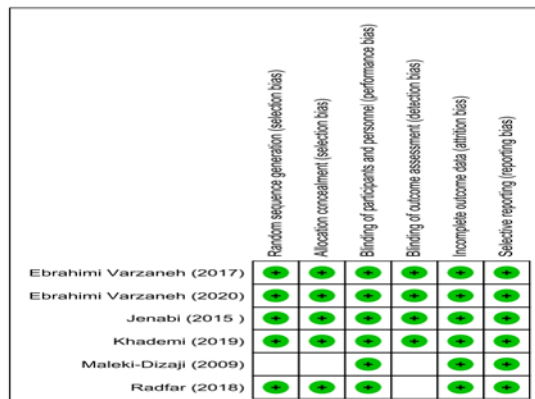 Random sequence generation (selection bias)
Allocation concealment (selection bias)
Blinding of participants and personnel (performance bias)
Blinding of outcome assessment (detection bias)
Incomplete outcome data (attrition bias)
Selective reporting (reporting bias)
Ebrahimi Varzaneh (2017)
+ + + + + +
Ebrahimi Varzaneh (2020)
+ + + + + +
Jenabi (2015 )
+ + + + + +
Khademi (2019)
+ + + + + +
Maleki-Dizaji (2009)
+ + +
Radfar (2018)
+ + + + +